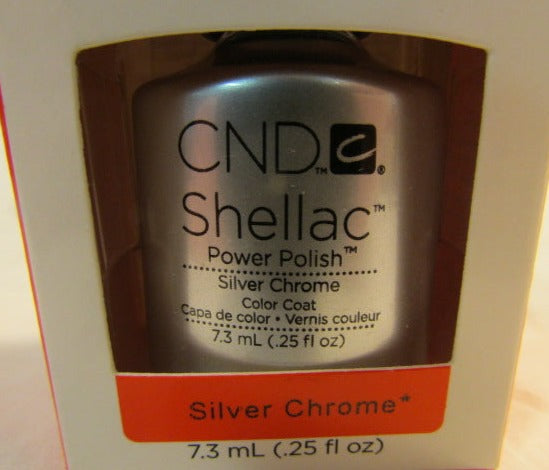 CND™ c®
Shellac™
Power Polish™
Silver Chrome
Color Coat
Capa de color • Vernis couleur
7.3 mL (.25 fl oz)
Silver Chrome*
7.3 mL (.25 fl oz)